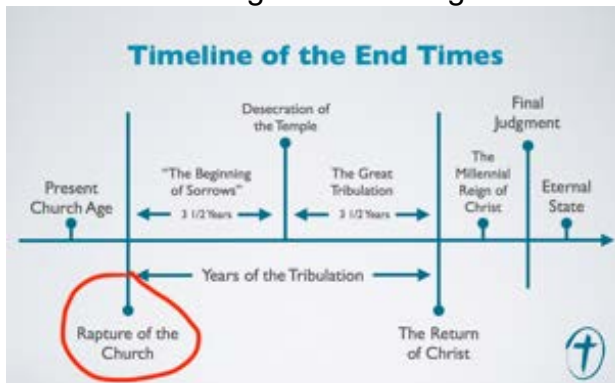 Timeline of the End Times
Desecration of
the Temple
Final
Judgment
"The Beginning
of Sorrows"
3 1/2 Years
The Great
Tribulation
3 1/2 Years
The
Millennial
Reign of
Christ
Present
Church Age
Eternal
State
Years of the Tribulation
Rapture of the
Church
The Return
of Christ